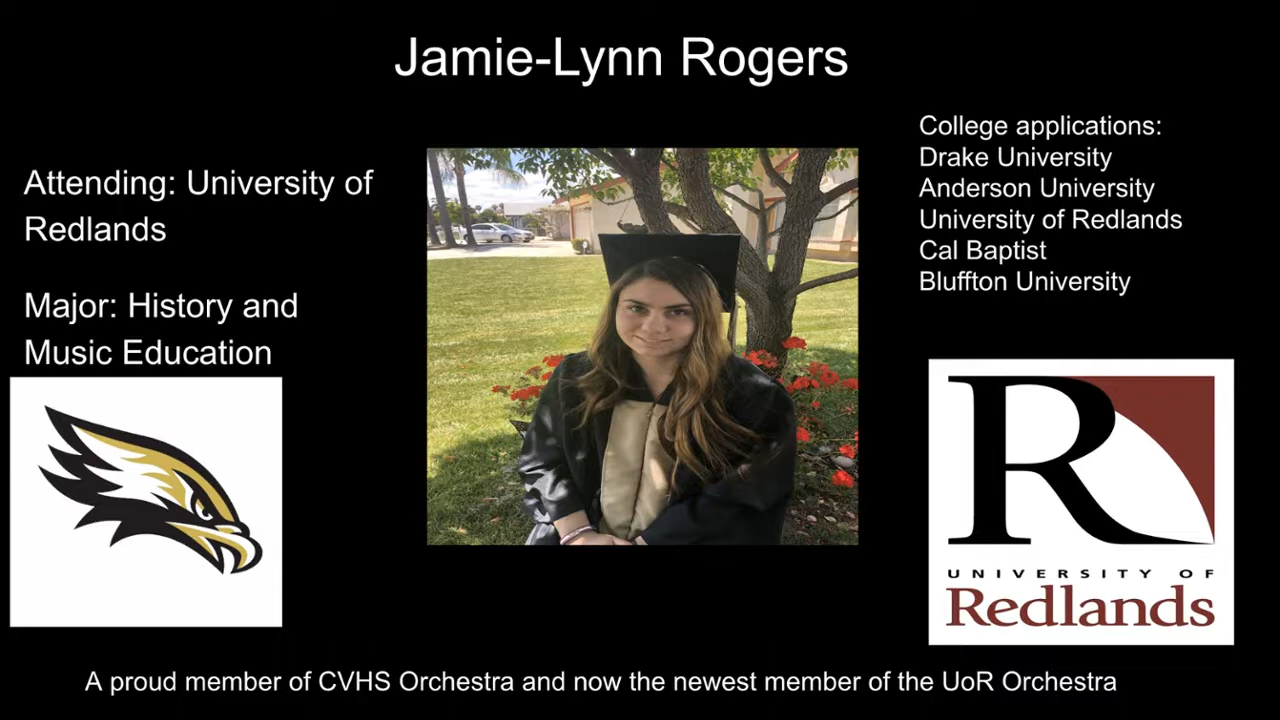 Jamie-Lynn Rogers
Attending: University of
Redlands
Major: History and
Music Education
College applications:
Drake University
Anderson University
University of Redlands
Cal Baptist
Bluffton University
R
UNIVERSITY OF
Redlands
A proud member of CVHS Orchestra and now the newest member of the UoR Orchestra